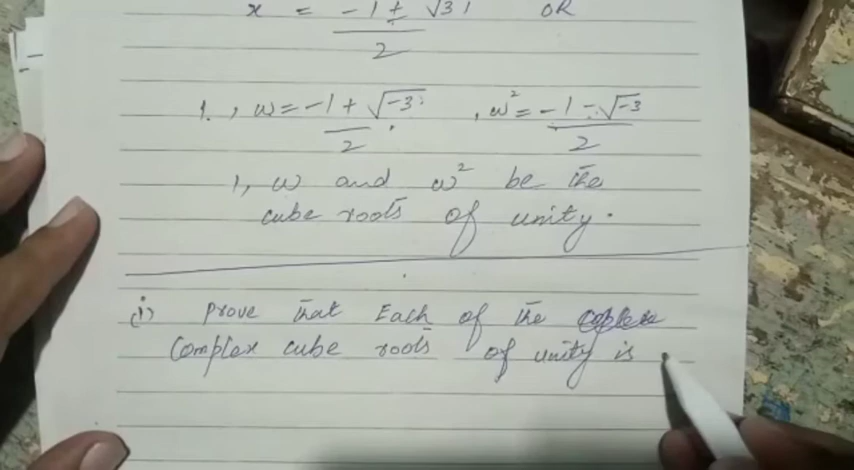 x = -1 ± √3i / 2 OR
1, ω = -1 + √-3 / 2, ω² = -1 - √-3 / 2
1, ω and ω² be the
cube roots of unity.
(i) Prove that Each of the
complex cube roots of unity is